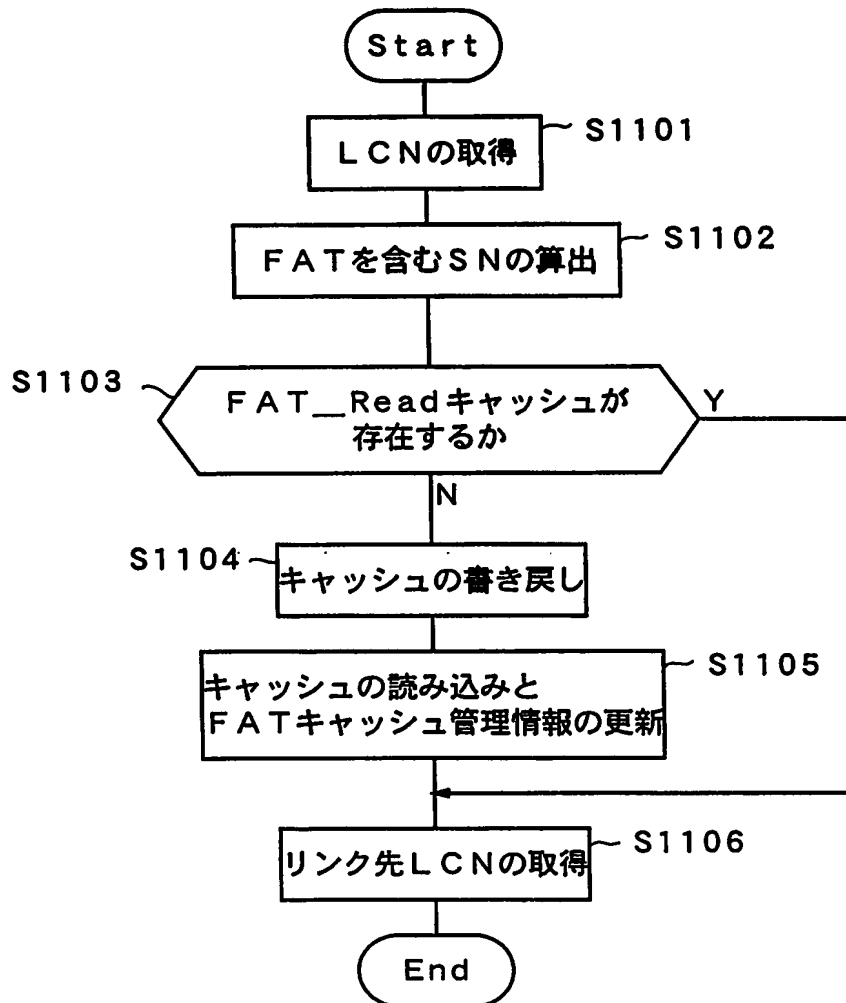 Start
LCNの取得
S1101
FATを含むSNの算出
S1102
S1103
FAT__Readキャッシュが
存在するか
Y
N
S1104
キャッシュの書き戻し
キャッシュの読み込みと
FATキャッシュ管理情報の更新
S1105
リンク先LCNの取得
S1106
End